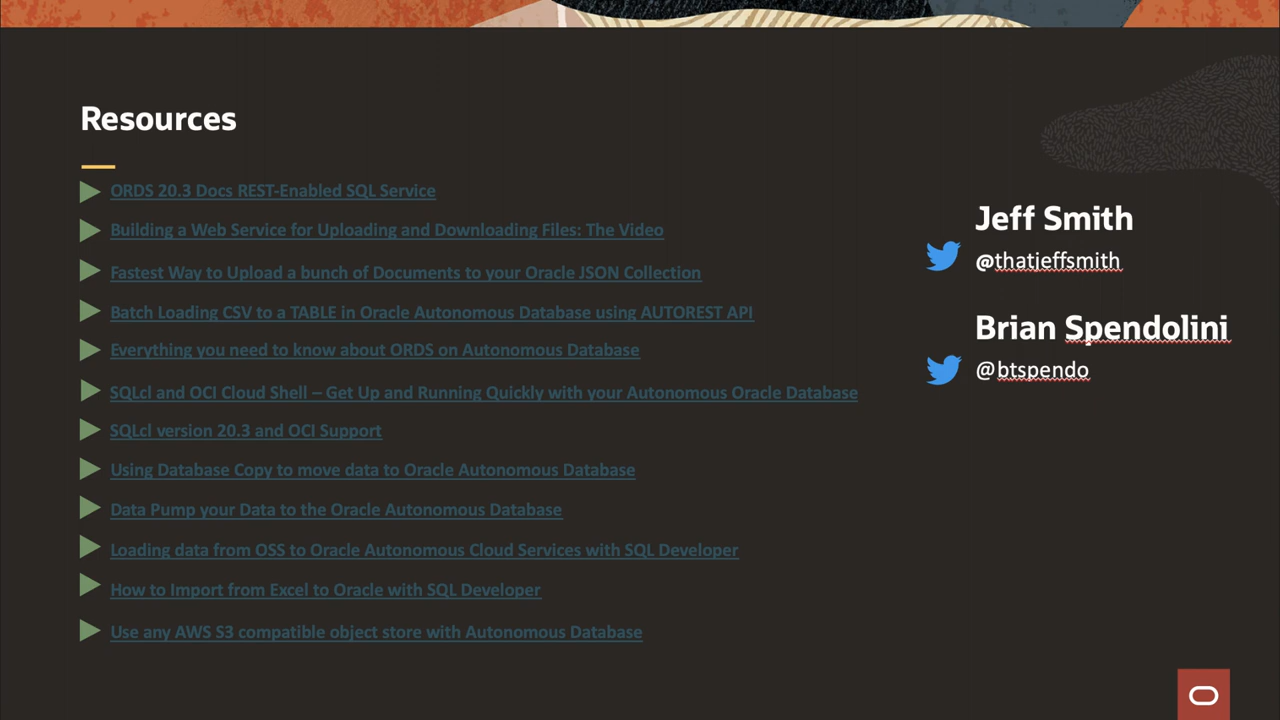 Resources
ORDS 20.3 Docs REST-Enabled SQL Service
Building a Web Service for Uploading and Downloading Files: The Video
Fastest Way to Upload a bunch of Documents to your Oracle JSON Collection
Batch Loading CSV to a TABLE in Oracle Autonomous Database using AUTOREST API
Everything you need to know about ORDS on Autonomous Database
SQLcl and OCI Cloud Shell – Get Up and Running Quickly with your Autonomous Oracle Database
SQLcl version 20.3 and OCI Support
Using Database Copy to move data to Oracle Autonomous Database
Data Pump your Data to the Oracle Autonomous Database
Loading data from OSS to Oracle Autonomous Cloud Services with SQL Developer
How to Import from Excel to Oracle with SQL Developer
Use any AWS S3 compatible object store with Autonomous Database
Jeff Smith
@thatjeffsmith
Brian Spendolini
@btspendo